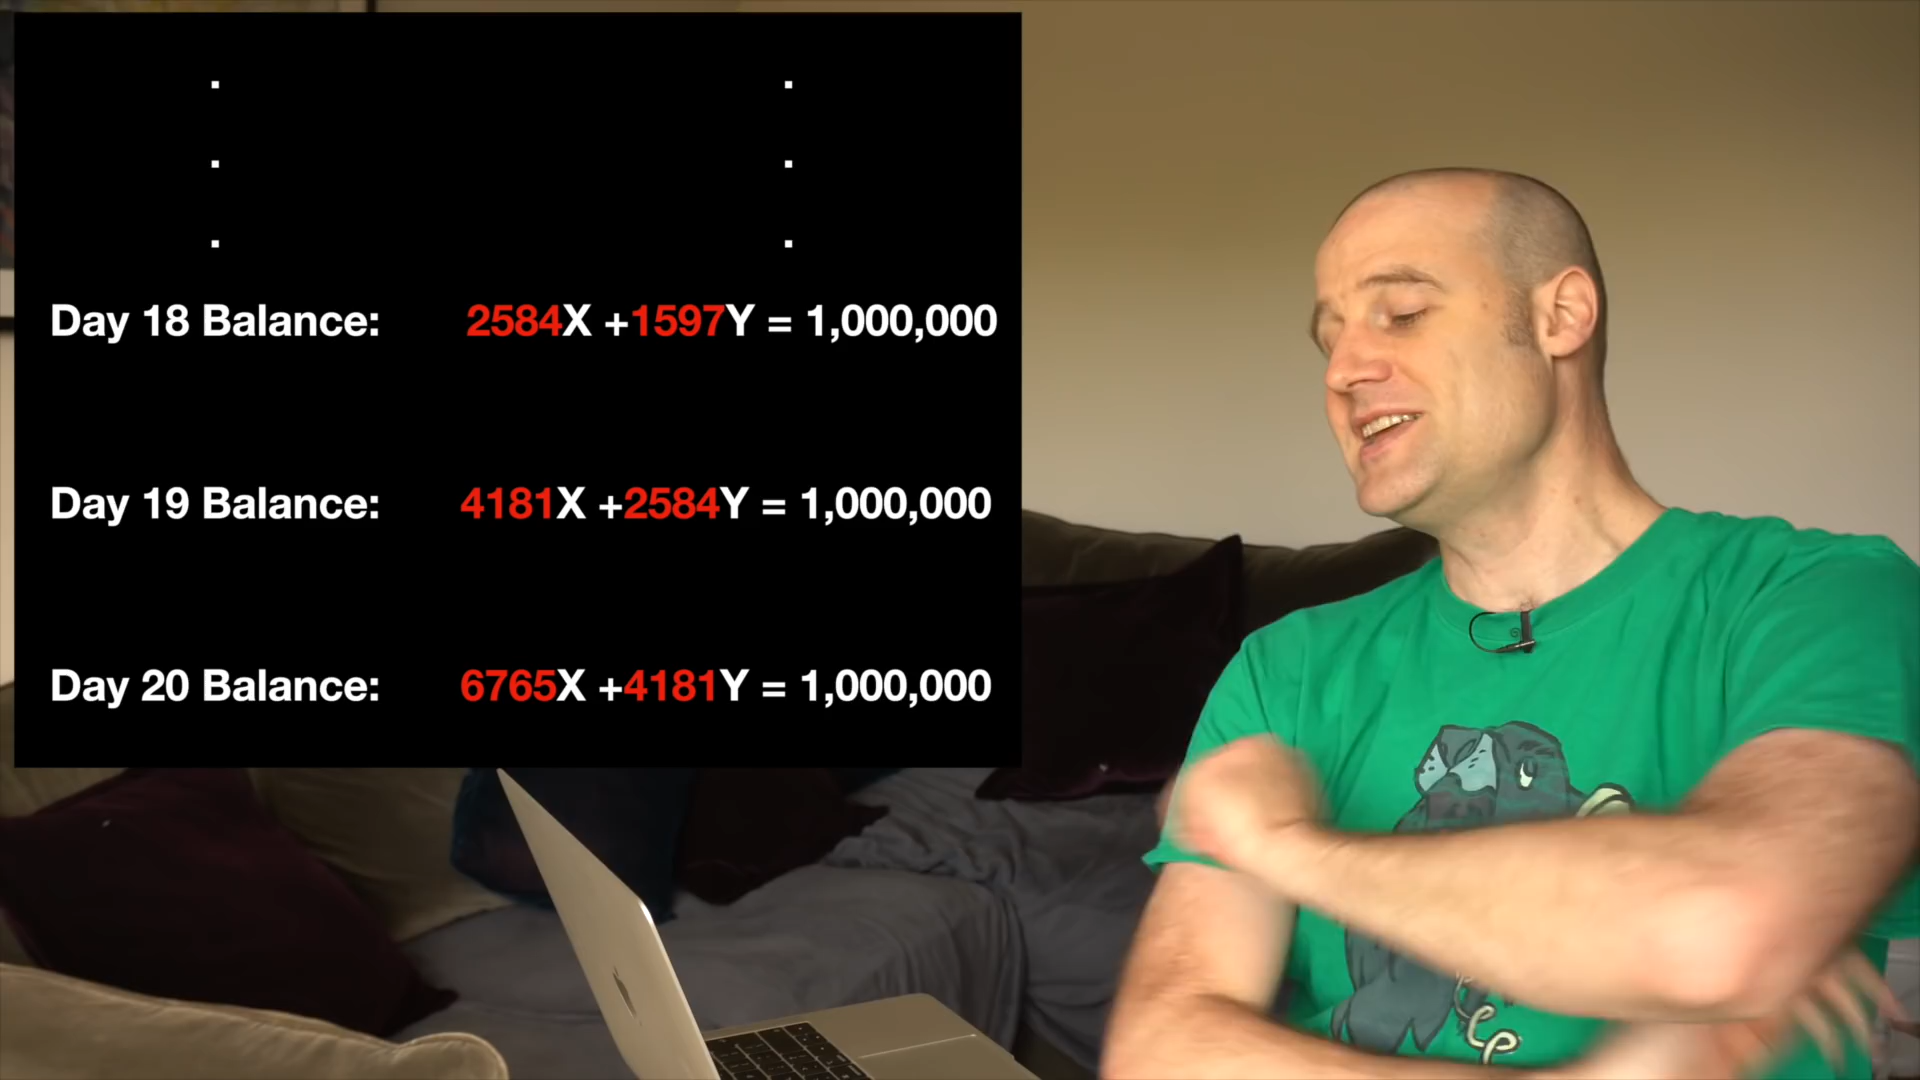 Day 18 Balance: 2584X +1597Y = 1,000,000
Day 19 Balance: 4181X +2584Y = 1,000,000
Day 20 Balance: 6765X +4181Y = 1,000,000